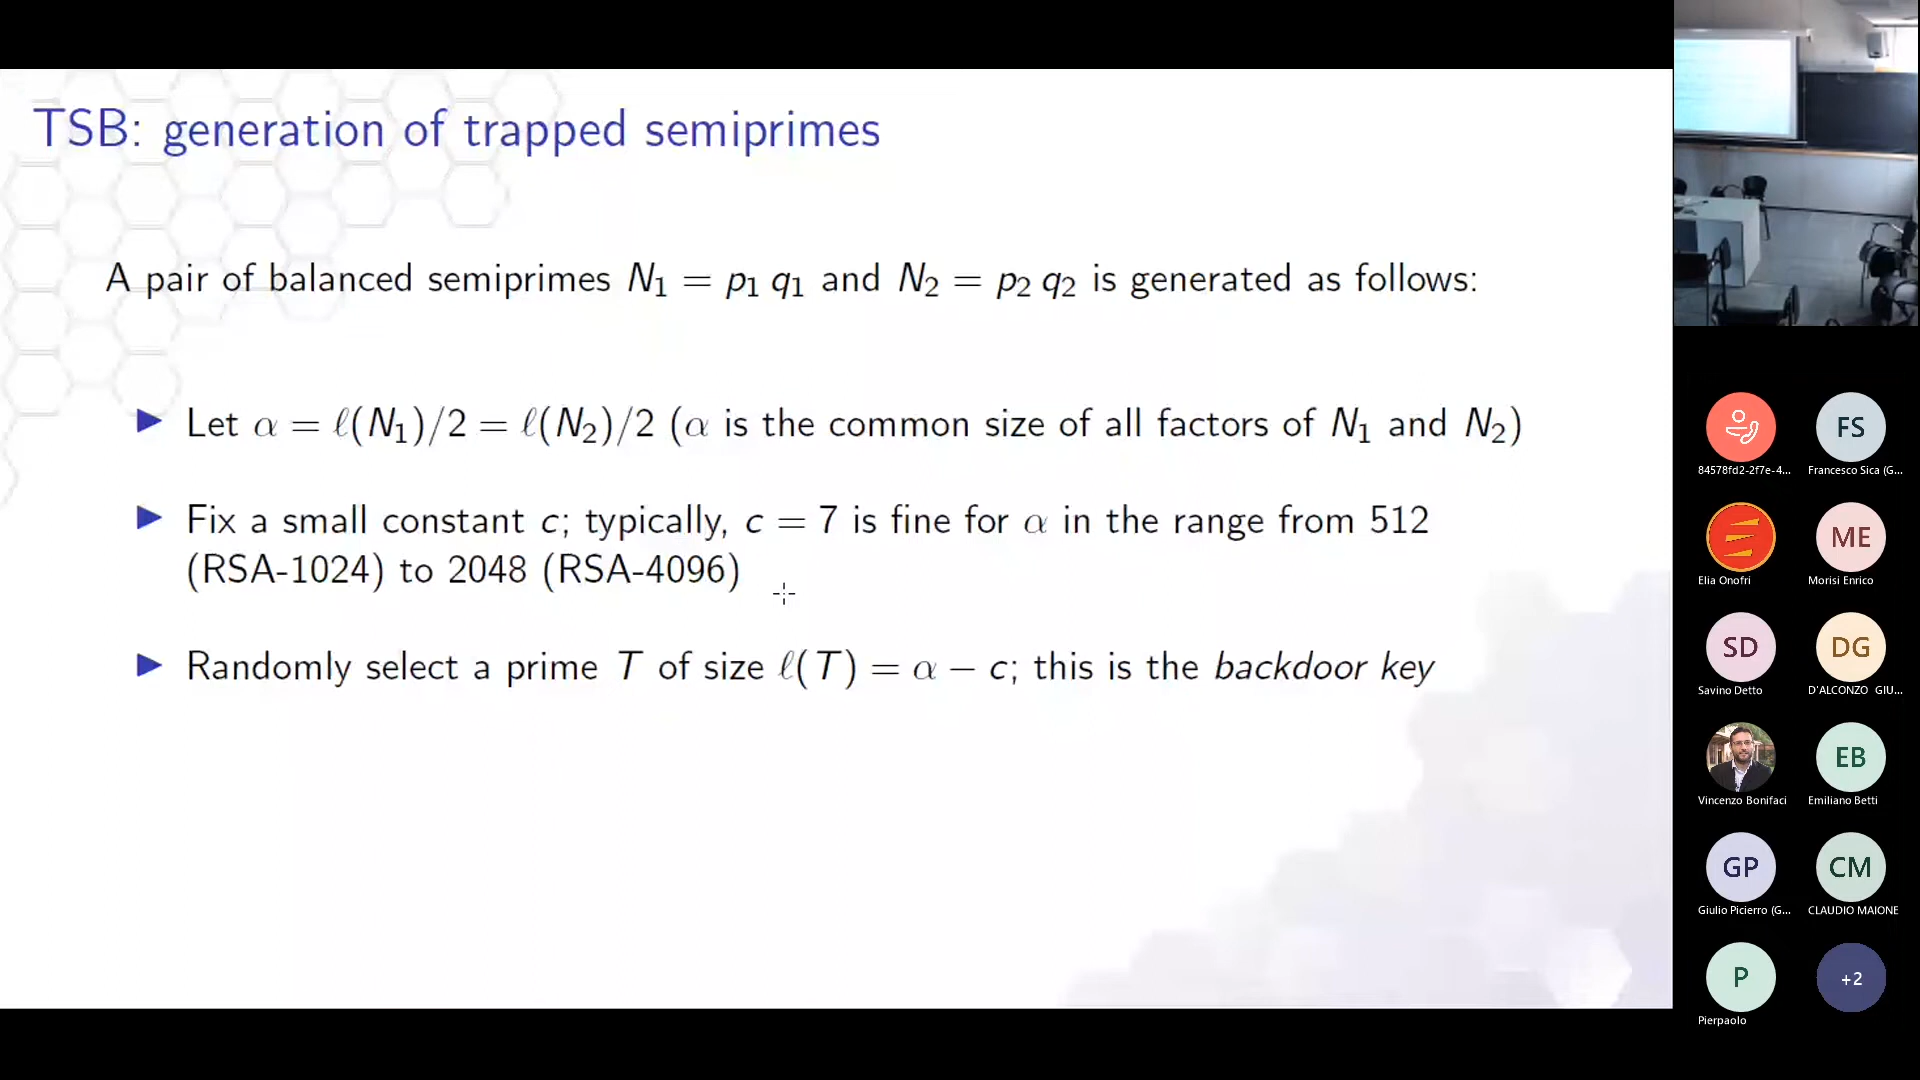 TSB: generation of trapped semiprimes
A pair of balanced semiprimes N₁ = p₁ q₁ and N₂ = p₂ q₂ is generated as follows:
▶ Let α = ℓ(N₁)/2 = ℓ(N₂)/2 (α is the common size of all factors of N₁ and N₂)
▶ Fix a small constant c; typically, c = 7 is fine for α in the range from 512
(RSA-1024) to 2048 (RSA-4096)
▶ Randomly select a prime T of size ℓ(T) = α − c; this is the backdoor key
FS
84578fd2-2f7e-4...
Francesco Sica (G...
ME
Elia Onofri
Morisi Enrico
SD
DG
Savino Detto
D'ALCONZO GIU...
EB
Vincenzo Bonifaci
Emiliano Betti
GP
CM
Giulio Picierro (G...
CLAUDIO MAIONE
P
+2
Pierpaolo